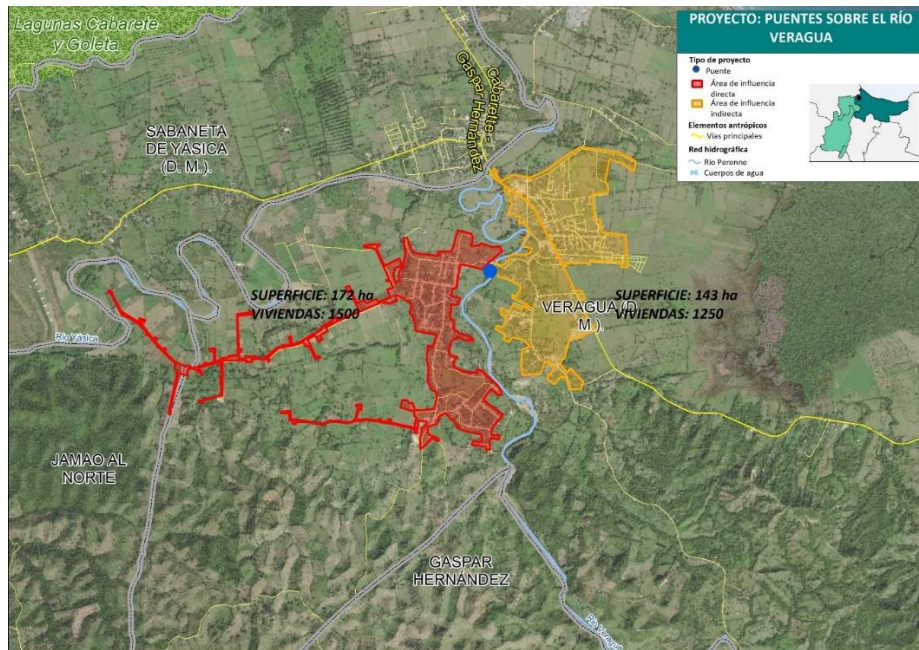 Lagunas Cabarete
y Goleta
SABANETA
DE YÁSICA
(D. M.).
Cabarette -
Gaspar Hernández
PROYECTO: PUENTES SOBRE EL RÍO
VERAGUA
Tipo de proyecto
Puente
Área de influencia
directa
Área de influencia
indirecta
Elementos antrópicos
Vías principales
Red hidrográfica
Río Perenne
Cuerpos de agua
SUPERFICIE: 172 ha
VIVIENDAS: 1500
SUPERFICIE: 143 ha
VIVIENDAS: 1250
VERAGUA (D.
M.).
Río Yásica
JAMAO AL
NORTE
GASPAR
HERNÁNDEZ
Río Veragua